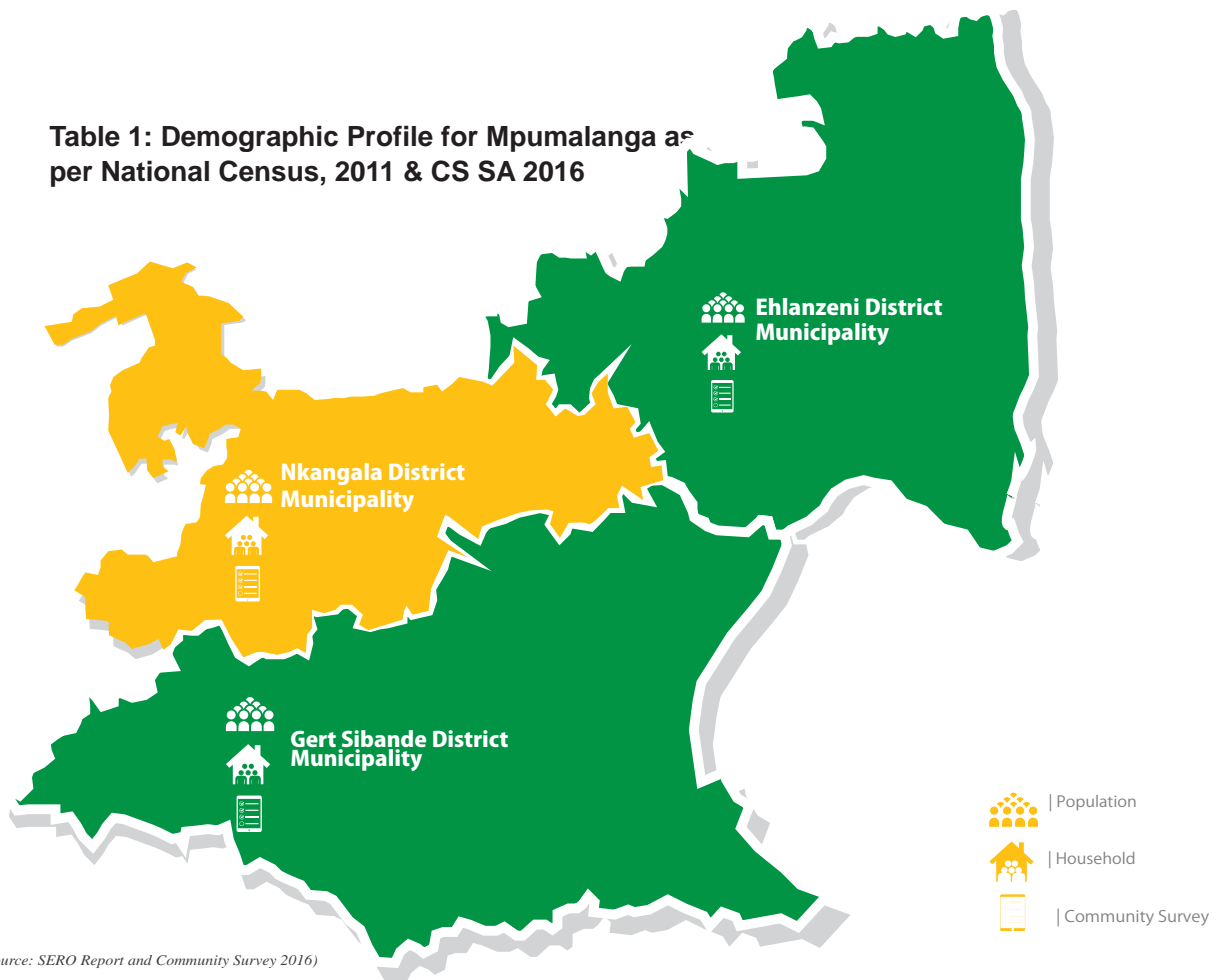 Table 1: Demographic Profile for Mpumalanga as
per National Census, 2011 & CS SA 2016
Ehlanzeni District
Municipality
Nkangala District
Municipality
Gert Sibande District
Municipality
| Population
| Household
| Community Survey
urce: SERO Report and Community Survey 2016)